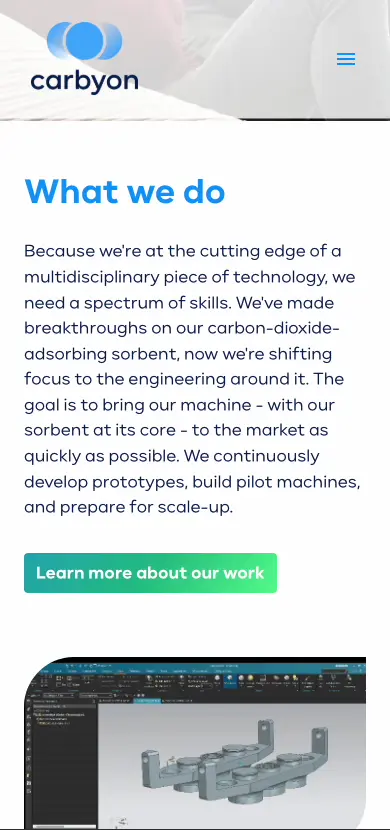 carbyon
What we do
Because we're at the cutting edge of a
multidisciplinary piece of technology, we
need a spectrum of skills. We've made
breakthroughs on our carbon-dioxide-
adsorbing sorbent, now we're shifting
focus to the engineering around it. The
goal is to bring our machine - with our
sorbent at its core - to the market as
quickly as possible. We continuously
develop prototypes, build pilot machines,
and prepare for scale-up.
Learn more about our work